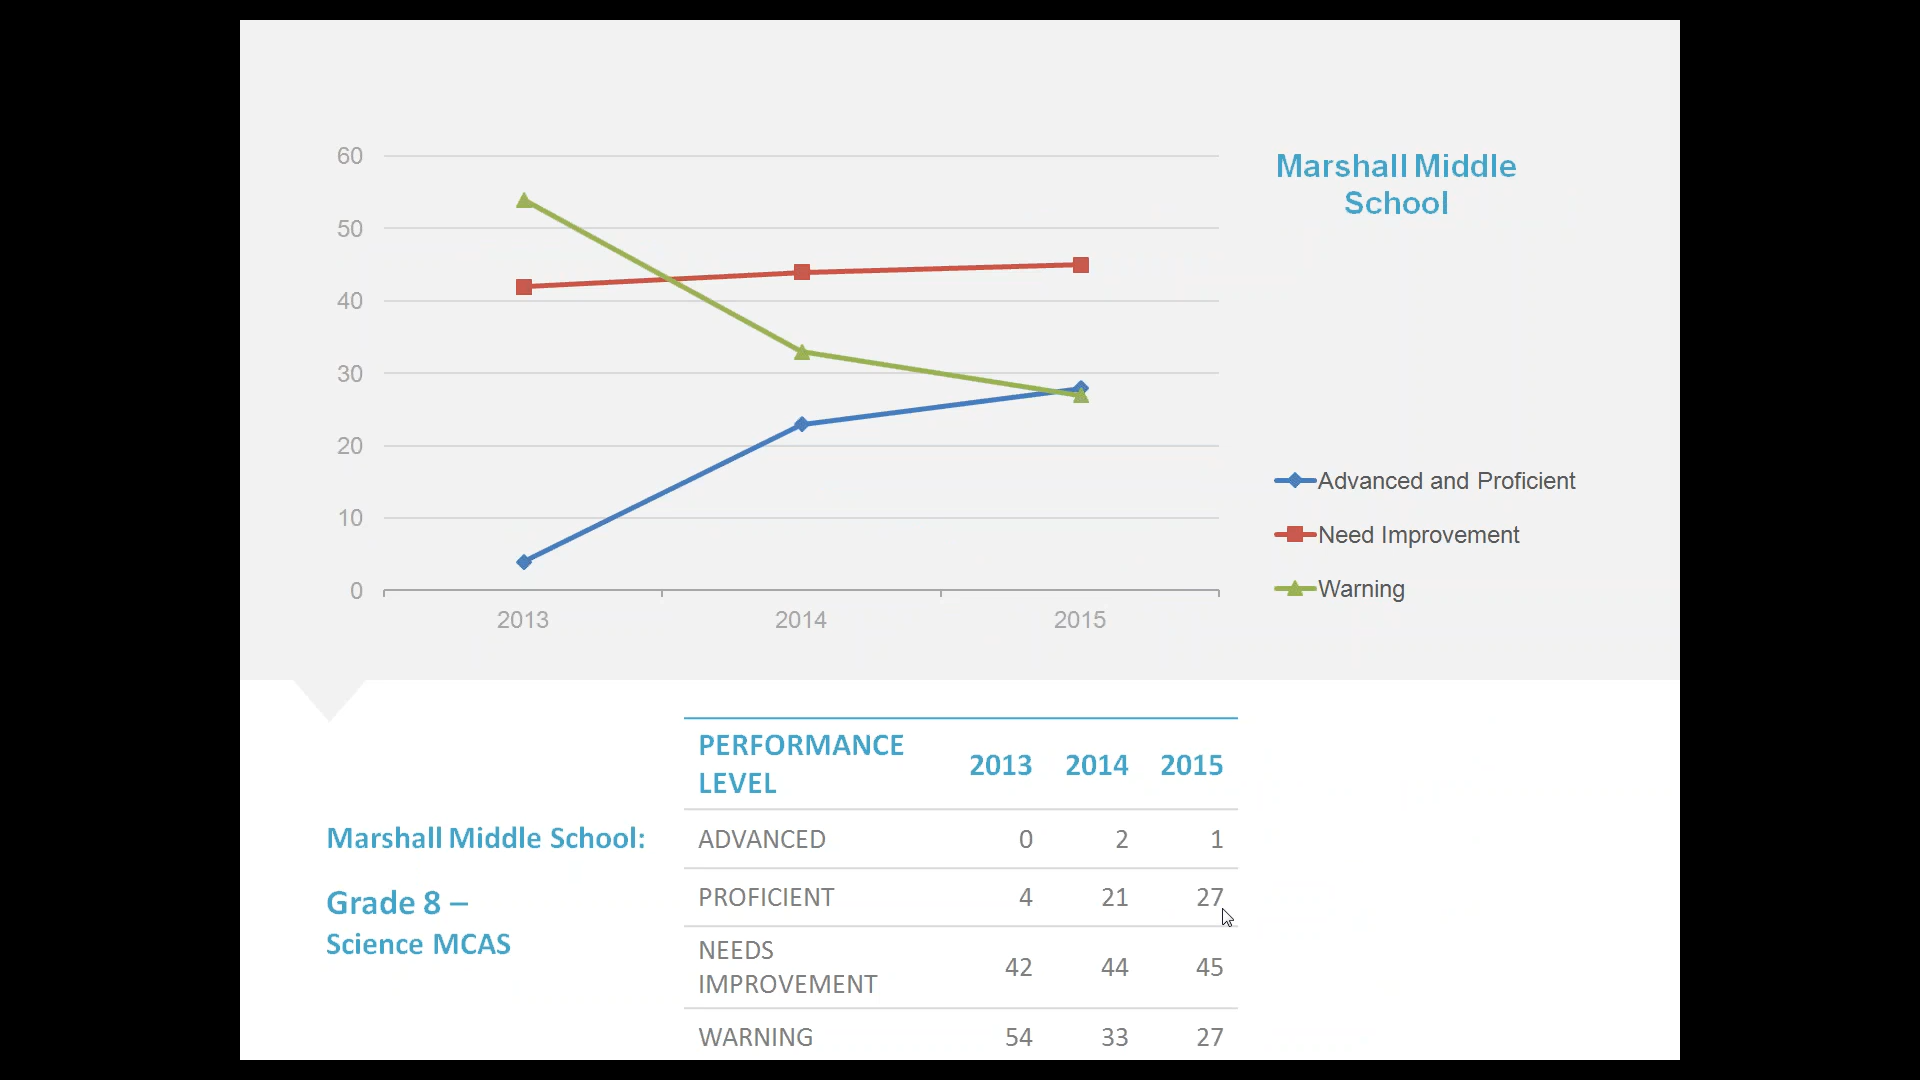 60
50
40
30
20
10
0
2013 2014 2015
Marshall Middle
School
Advanced and Proficient
Need Improvement
Warning
Marshall Middle School:
Grade 8 –
Science MCAS
PERFORMANCE
LEVEL
2013 2014 2015
ADVANCED 0 2 1
PROFICIENT 4 21 27
NEEDS
IMPROVEMENT
42 44 45
WARNING 54 33 27